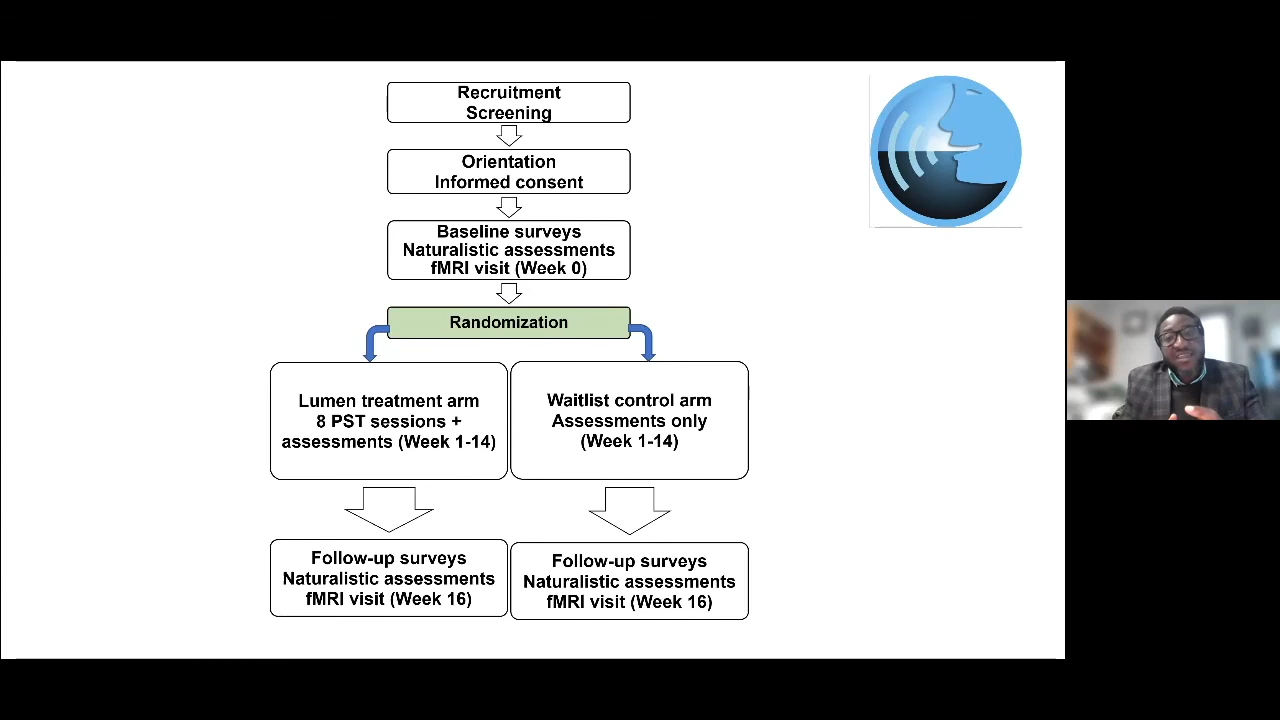 Recruitment
Screening
Orientation
Informed consent
Baseline surveys
Naturalistic assessments
fMRI visit (Week 0)
Randomization
Lumen treatment arm
8 PST sessions +
assessments (Week 1-14)
Waitlist control arm
Assessments only
(Week 1-14)
Follow-up surveys
Naturalistic assessments
fMRI visit (Week 16)
Follow-up surveys
Naturalistic assessments
fMRI visit (Week 16)